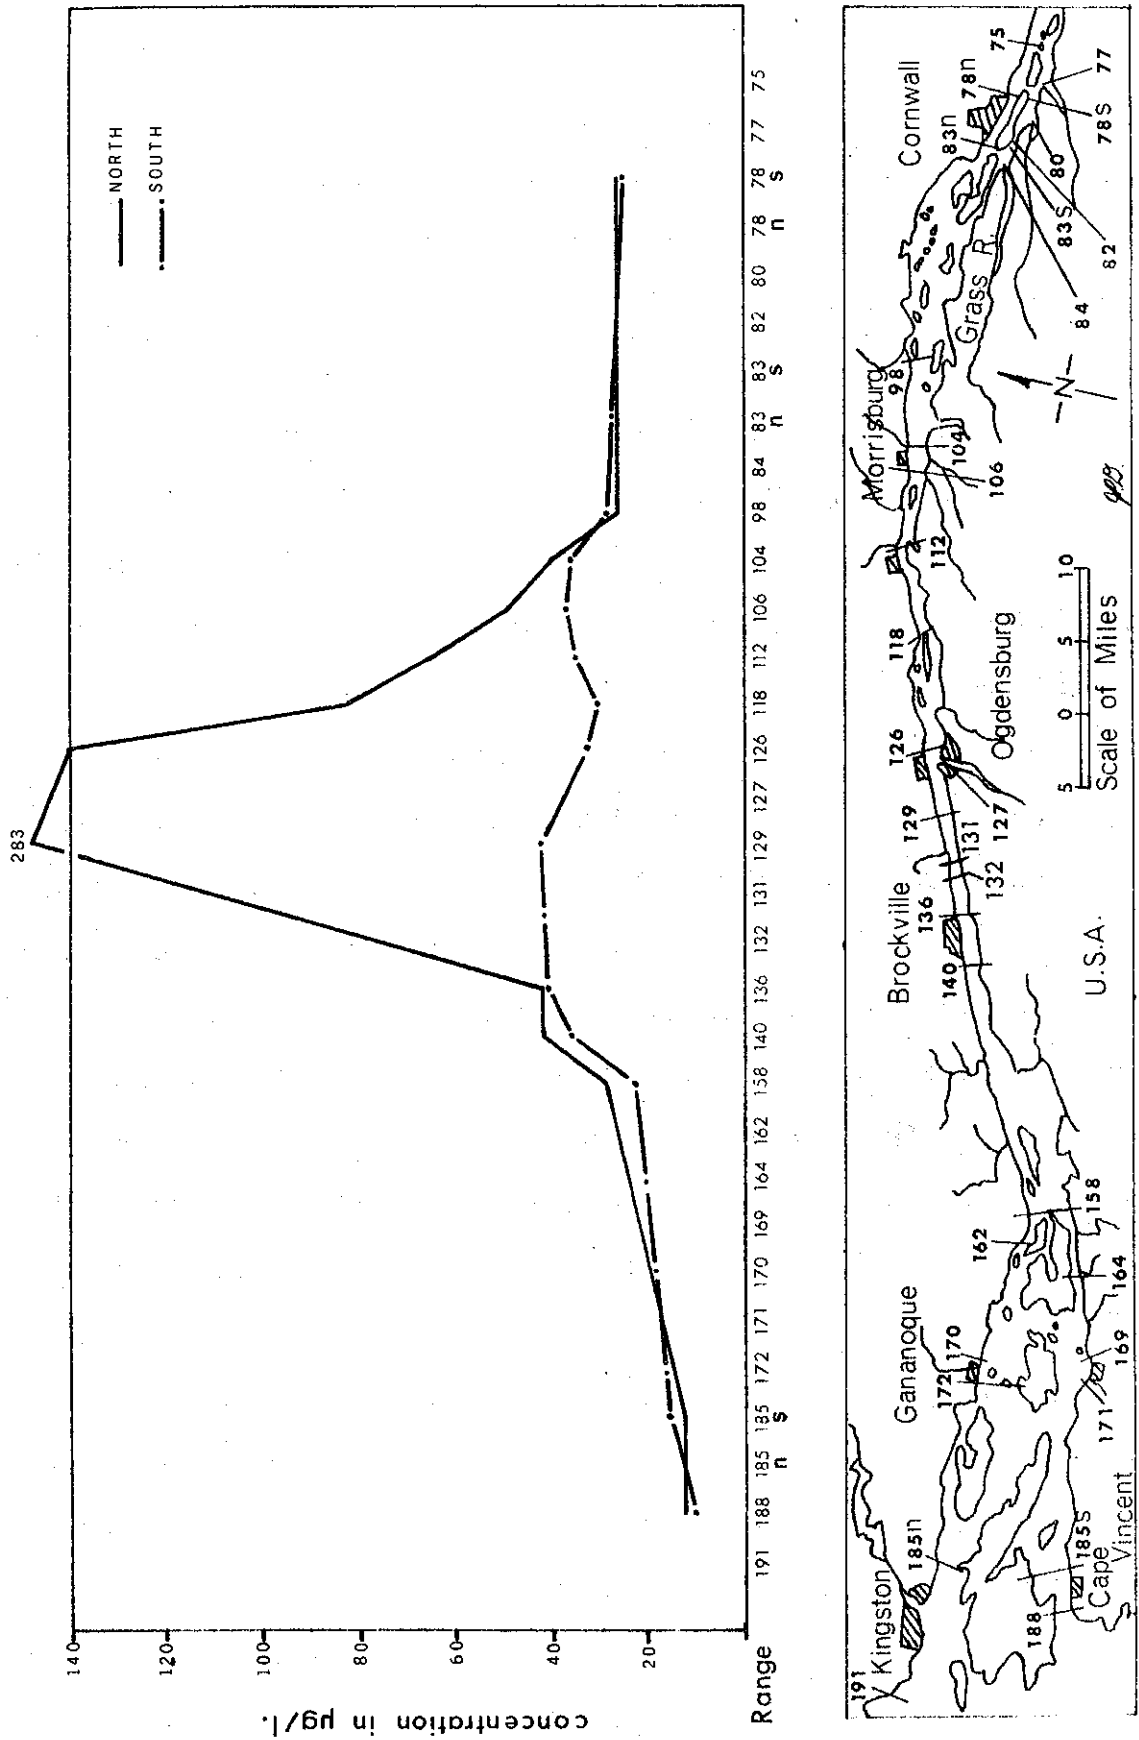 283
NORTH
SOUTH
140
120
100
80
60
40
20
concentration in µg/l.
Range
191 188 185 185 172 171 170 169 164 162 158 140 136 132 131 129 127 126 118 112 106 104 98 84 83 83 82 80 78 78 77 75
n s n s n s
191
Kingston
185n
188
185S
Cape
Vincent
Gananoque
172
170
171
169
162
164
158
Brockville
140
136
132
131
129
127
126
Ogdensburg
118
112
Morrisburg
106
104
98
Grass R.
84
83S
82
83n
Cornwall
78n
80
78S
77
75
U.S.A.
5 0 5 10
Scale of Miles
-N-